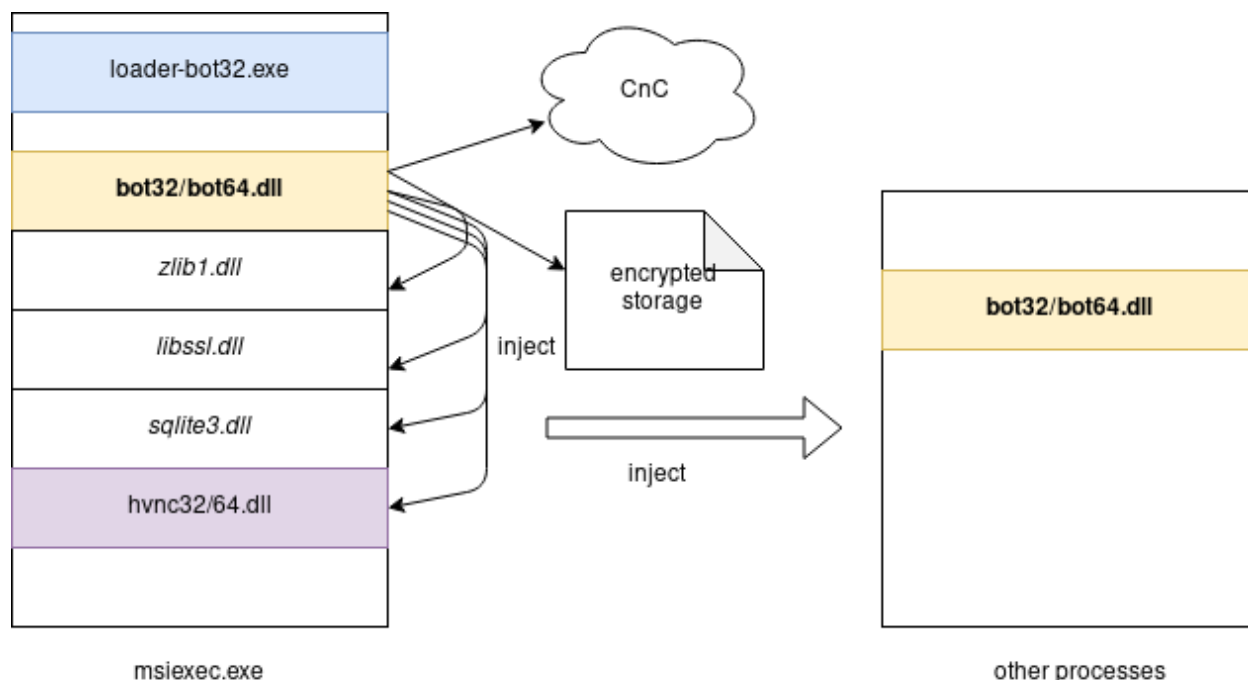 loader-bot32.exe
CnC
bot32/bot64.dll
zlib1.dll
encrypted
storage
bot32/bot64.dll
libssl.dll
inject
sqlite3.dll
inject
hvnc32/64.dll
msiexec.exe
other processes